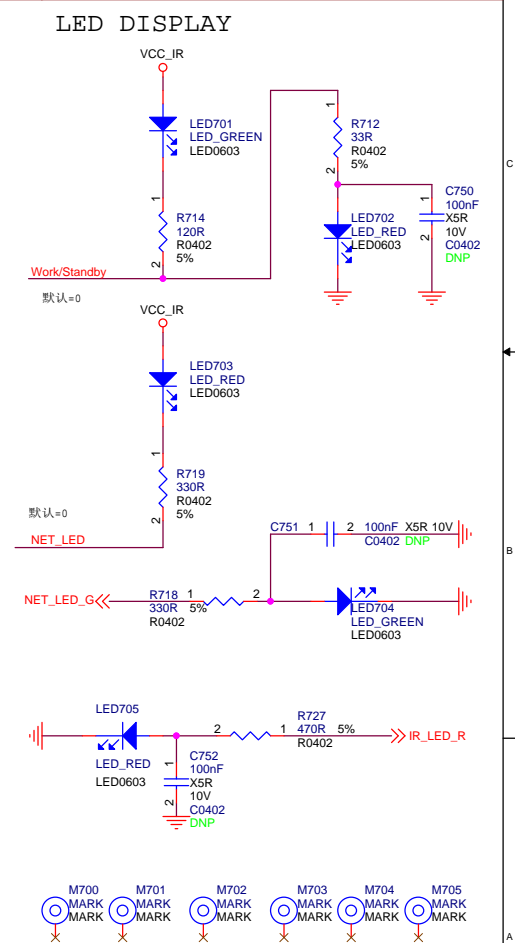 LED DISPLAY
VCC_IR
LED701
LED_GREEN
LED0603
1
R712
33R
R0402
5%
2
C
1
C750
100nF
X5R
10V
C0402
DNP
2
1
R714
120R
R0402
5%
2
LED702
LED_RED
LED0603
Work/Standby
默认=0
VCC_IR
LED703
LED_RED
LED0603
1
R719
330R
R0402
5%
2
默认=0
NET_LED
C751 1 2 100nF X5R 10V
C0402 DNP
B
NET_LED_G
R718 1 2
330R 5%
R0402
LED704
LED_GREEN
LED0603
LED705
LED_RED
LED0603
R727
2 1 470R 5%
R0402
IR_LED_R
1
C752
100nF
X5R
10V
C0402
DNP
2
M700 M701 M702 M703 M704 M705
MARK MARK MARK MARK MARK MARK
MARK MARK MARK MARK MARK MARK
A